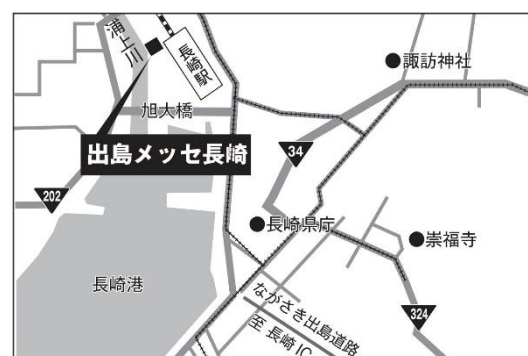 浦上川
長崎駅
諏訪神社
旭大橋
出島メッセ長崎
34
202
長崎県庁
崇福寺
長崎港
ながさき出島道路
至 長崎IC
324